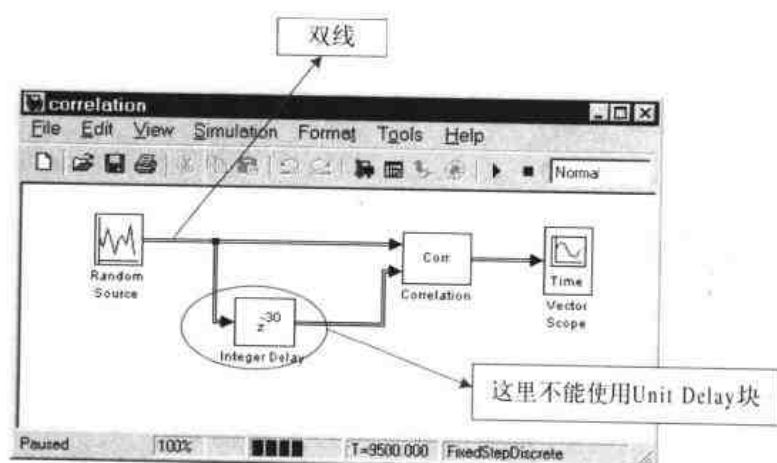 双线
correlation
File Edit View Simulation Format Tools Help
Normal
Random
Source
z-30
Integer Delay
Corr
Correlation
Time
Vector
Scope
这里不能使用Unit Delay块
Paused 100% T=9500.000 FixedStepDiscrete